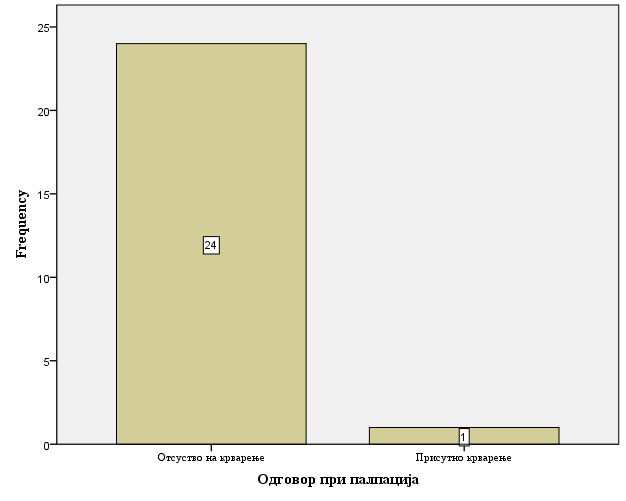 25
20
15
10
5
0
Frequency
24
1
Отсуство на крварење
Присутно крварење
Одговор при палпација